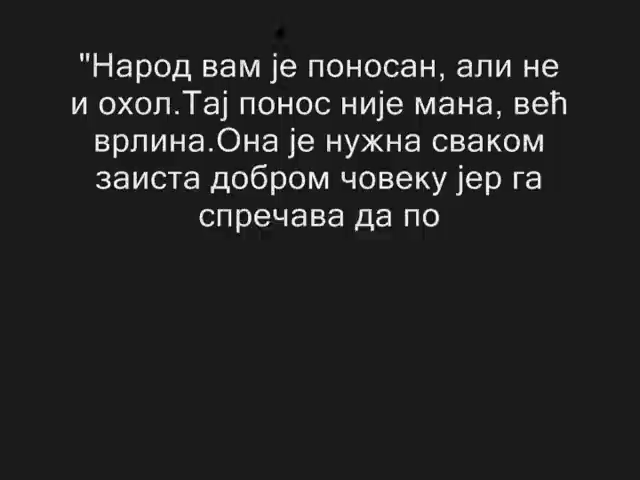 "Народ вам је поносан, али не
и охол.Тај понос није мана, већ
врлина.Она је нужна сваком
заиста добром човеку јер га
спречава да по